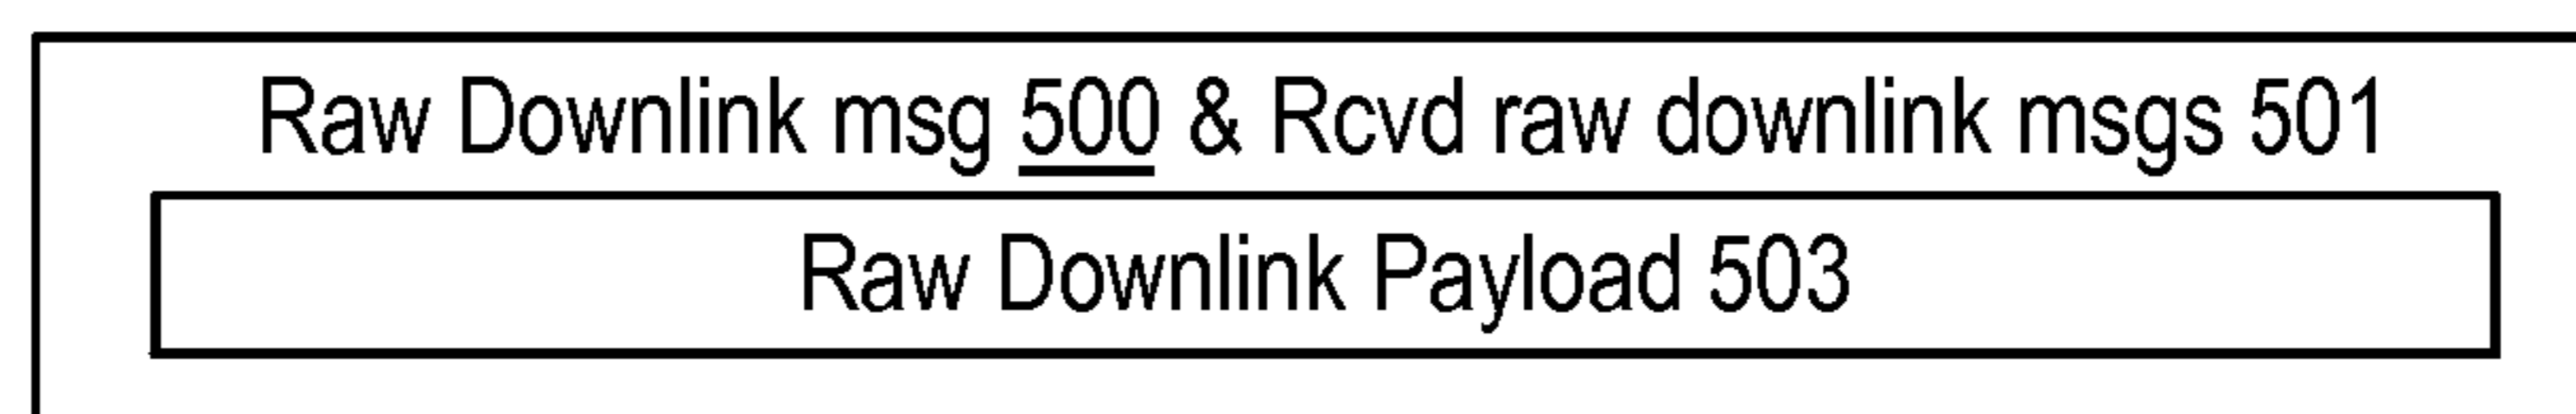 Raw Downlink msg 500 & Rcvd raw downlink msgs 501
Raw Downlink Payload 503